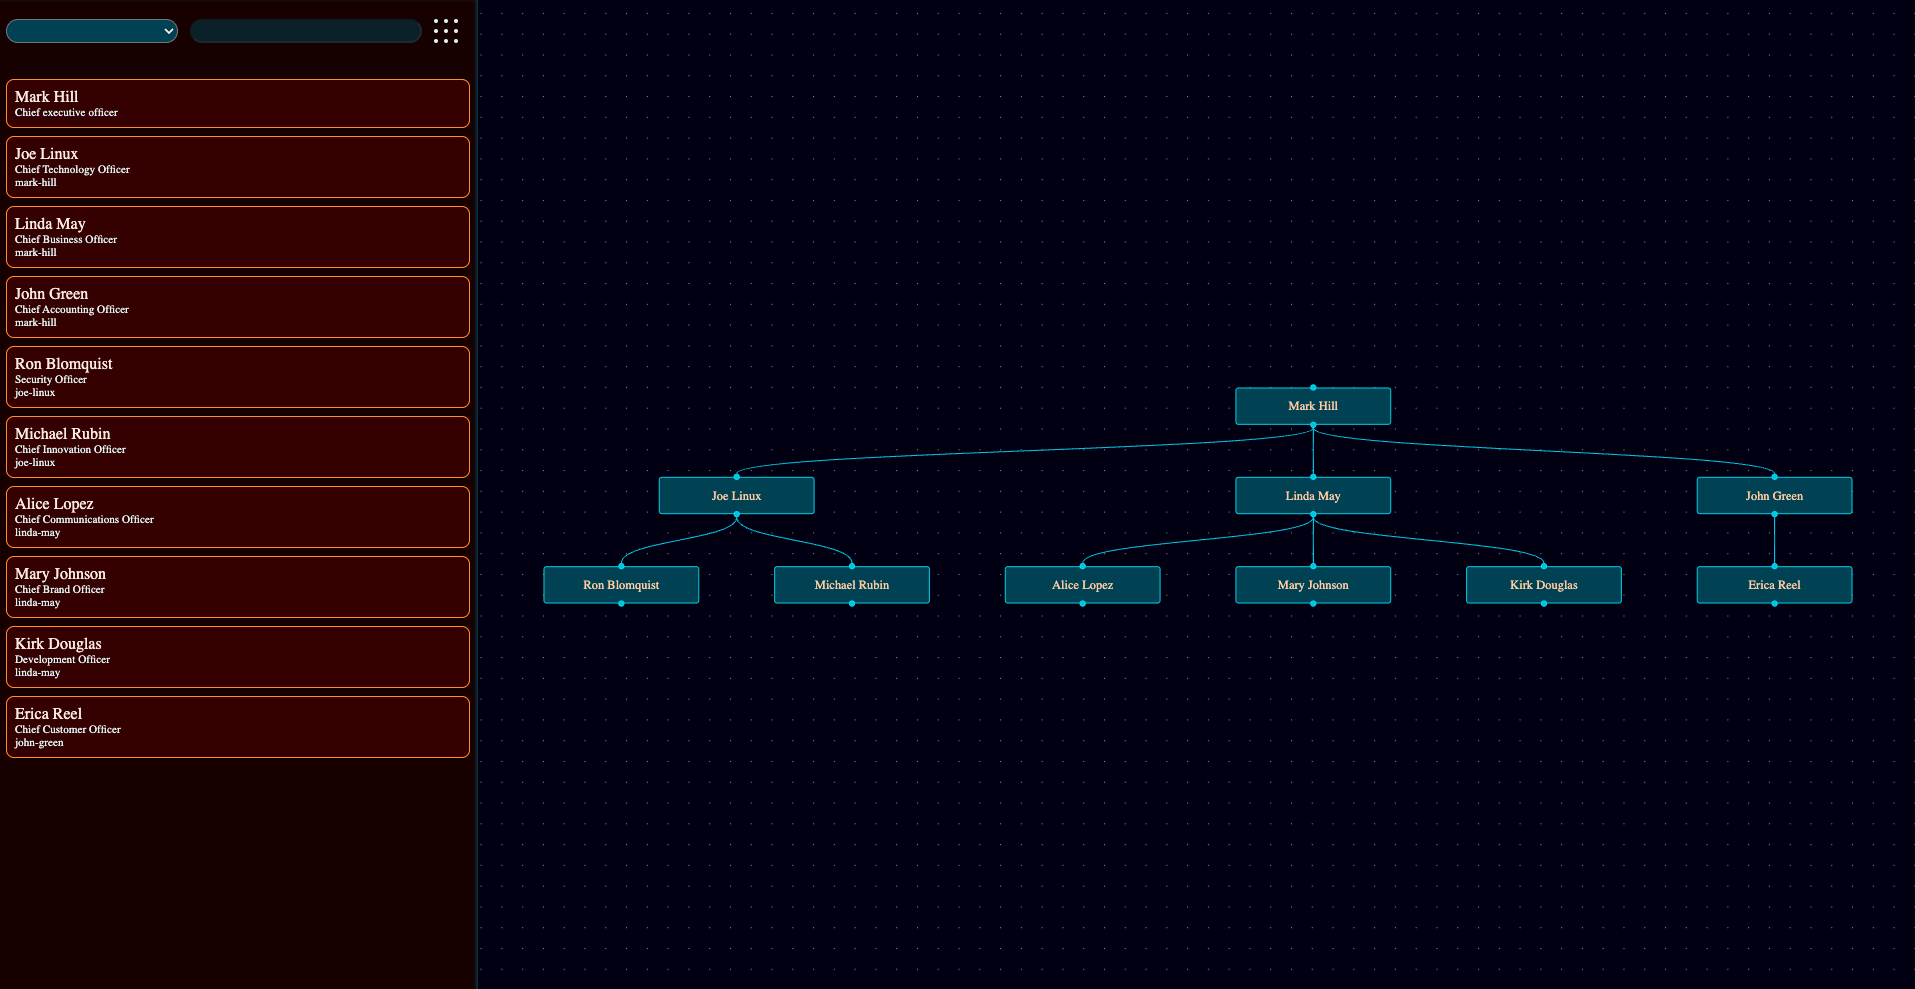 Mark Hill
Chief executive officer
Joe Linux
Chief Technology Officer
mark-hill
Linda May
Chief Business Officer
mark-hill
John Green
Chief Accounting Officer
mark-hill
Ron Blomquist
Security Officer
joe-linux
Michael Rubin
Chief Innovation Officer
joe-linux
Alice Lopez
Chief Communications Officer
linda-may
Mary Johnson
Chief Brand Officer
linda-may
Kirk Douglas
Development Officer
linda-may
Erica Reel
Chief Customer Officer
john-green
Mark Hill
Joe Linux
Linda May
John Green
Ron Blomquist
Michael Rubin
Alice Lopez
Mary Johnson
Kirk Douglas
Erica Reel